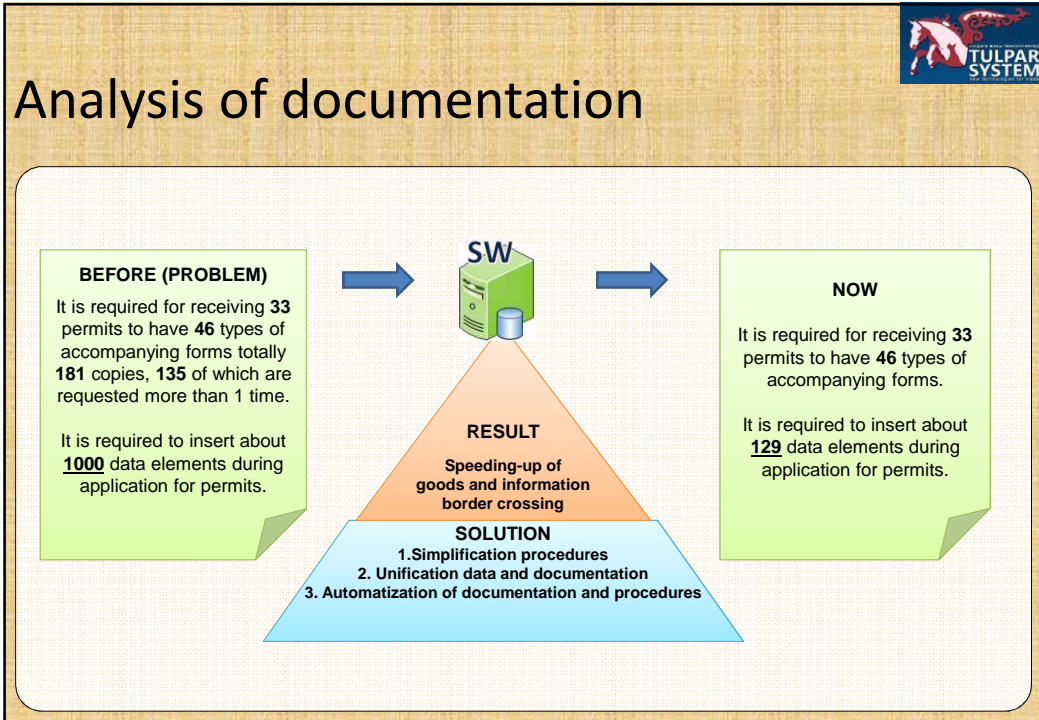 TULPAR
SYSTEM
Analysis of documentation
BEFORE (PROBLEM)
It is required for receiving 33
permits to have 46 types of
accompanying forms totally
181 copies, 135 of which are
requested more than 1 time.
It is required to insert about
1000 data elements during
application for permits.
SW
RESULT
Speeding-up of
goods and information
border crossing
SOLUTION
1.Simplification procedures
2. Unification data and documentation
3. Automatization of documentation and procedures
NOW
It is required for receiving 33
permits to have 46 types of
accompanying forms.
It is required to insert about
129 data elements during
application for permits.